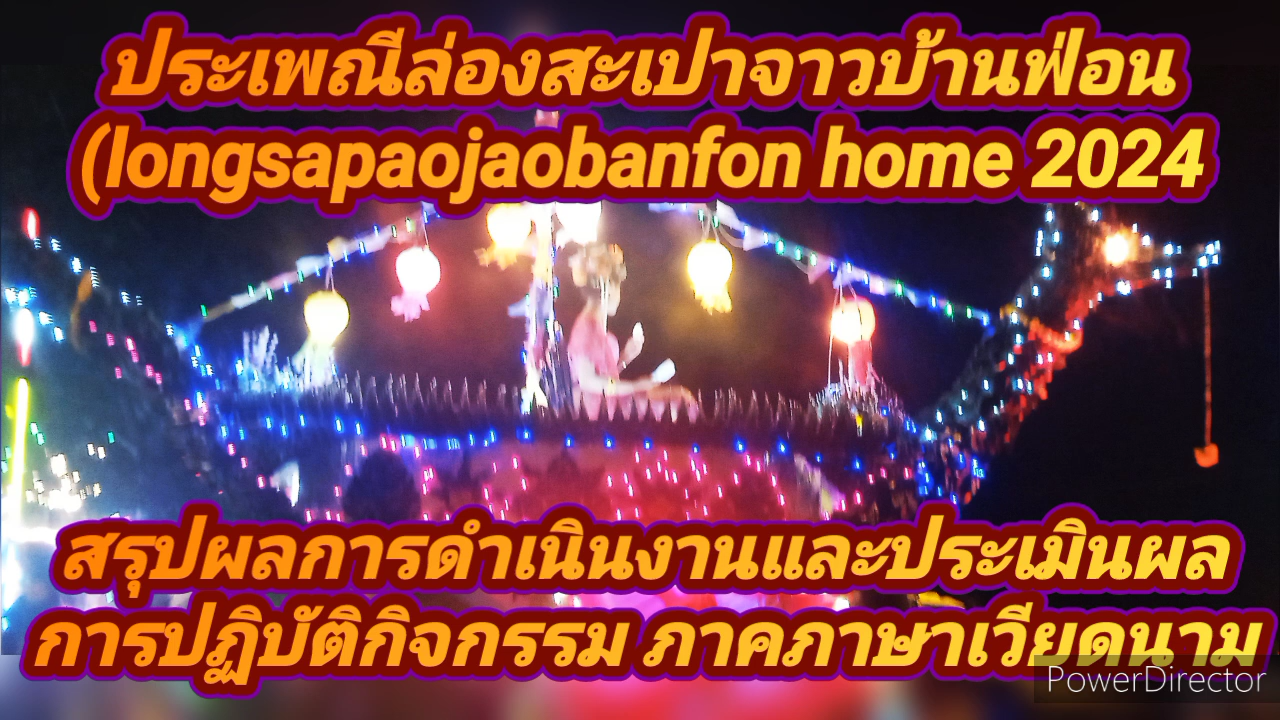 ประเพณีล่องสะเปาจาวบ้านฟ่อน
(longsapaojaobanfon home 2024
สรุปผลการดำเนินงานและประเมินผล
การปฏิบัติกิจกรรม ภาคภาษาเวียดนาม
PowerDirector